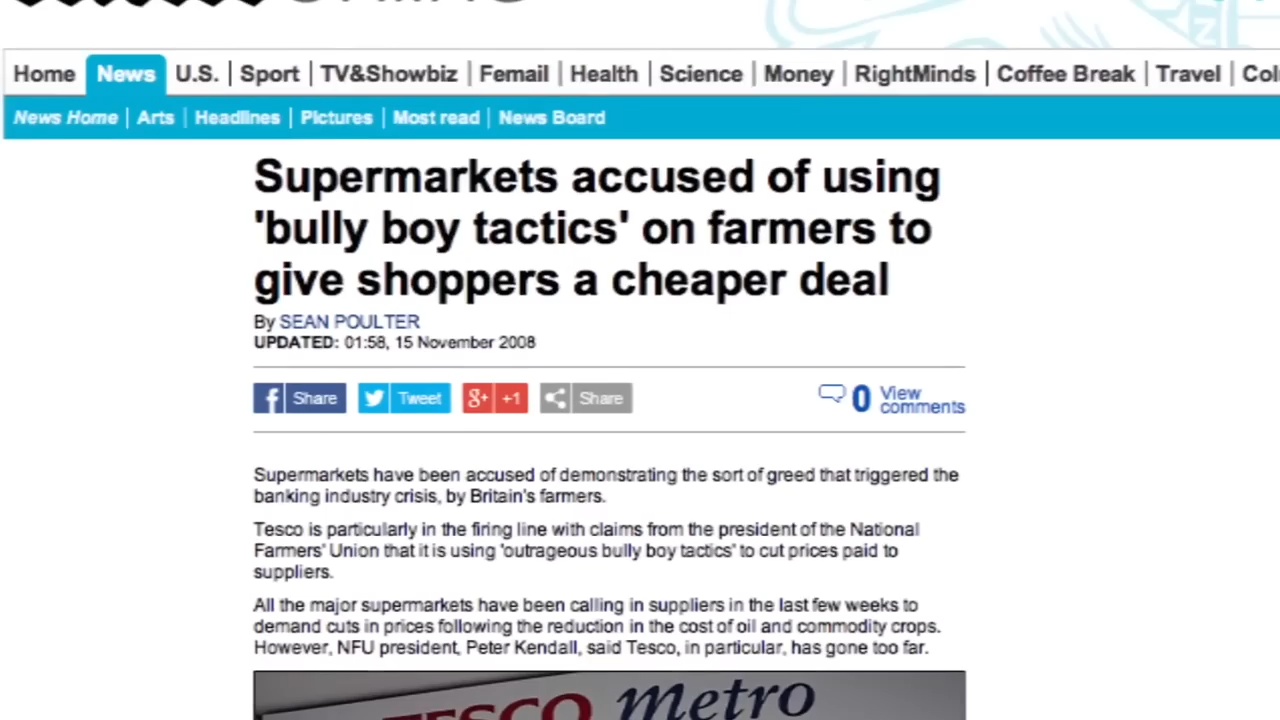 Home News U.S. Sport TV&Showbiz Femail Health Science Money RightMinds Coffee Break Travel
News Home Arts Headlines Pictures Most read News Board
Supermarkets accused of using
'bully boy tactics' on farmers to
give shoppers a cheaper deal
By SEAN POULTER
UPDATED: 01:58, 15 November 2008
Share Tweet +1 Share 0 View
comments
Supermarkets have been accused of demonstrating the sort of greed that triggered the
banking industry crisis, by Britain's farmers.
Tesco is particularly in the firing line with claims from the president of the National
Farmers' Union that it is using 'outrageous bully boy tactics' to cut prices paid to
suppliers.
All the major supermarkets have been calling in suppliers in the last few weeks to
demand cuts in prices following the reduction in the cost of oil and commodity crops.
However, NFU president, Peter Kendall, said Tesco, in particular, has gone too far.
TESCO metro